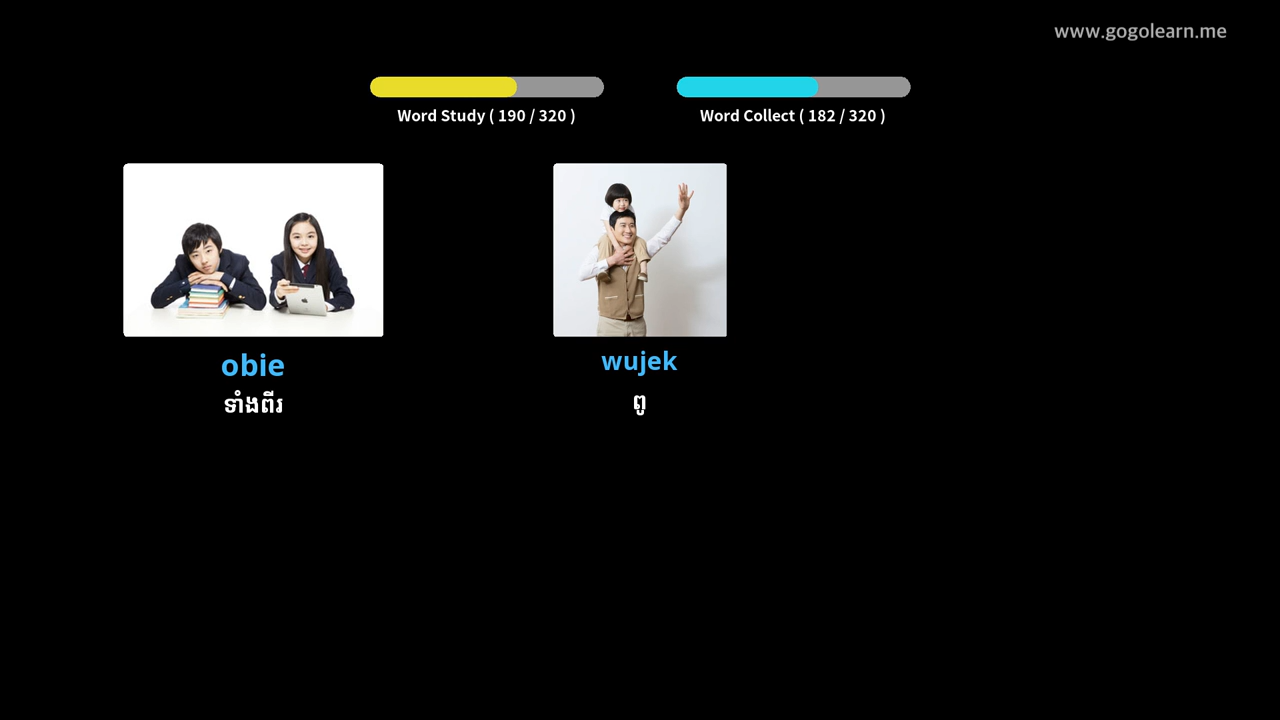 www.gogolearn.me
Word Study ( 190 / 320 )
Word Collect ( 182 / 320 )
obie
ទាំងពីរ
wujek
ពូ